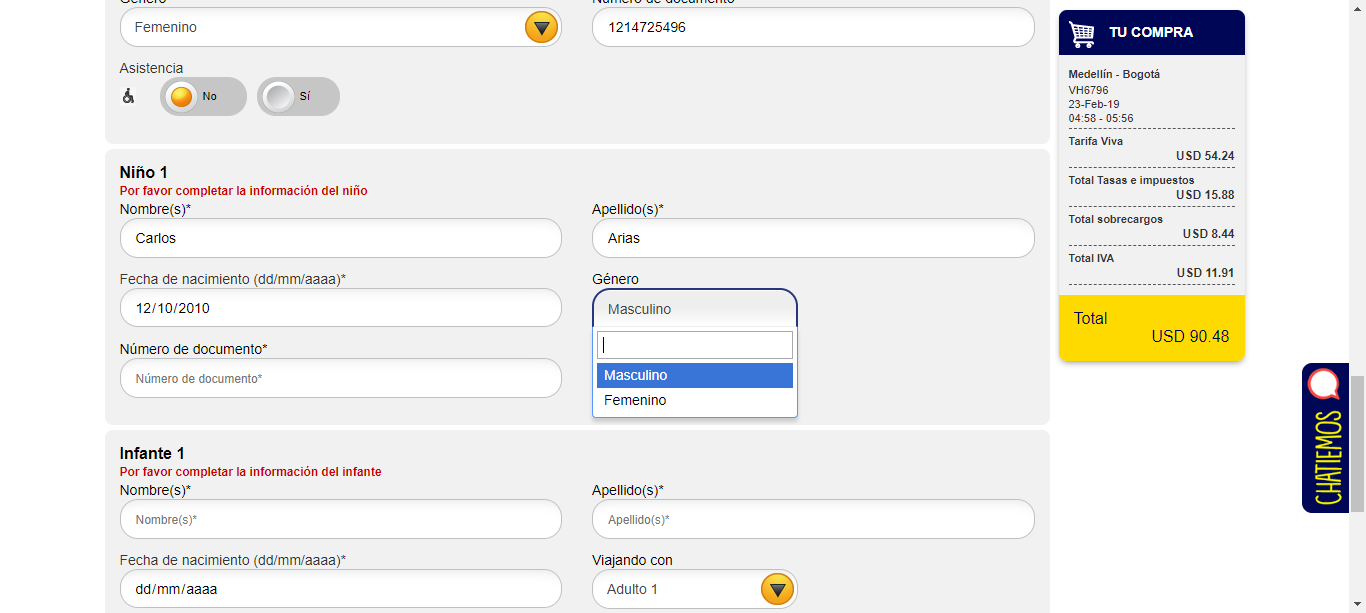 Género
Número de documento
Femenino
1214725496
Asistencia
No
Sí
Niño 1
Por favor completar la información del niño
Nombre(s)*
Apellido(s)*
Carlos
Arias
Fecha de nacimiento (dd/mm/aaaa)*
Género
12/10/2010
Masculino
Masculino
Femenino
Número de documento*
Número de documento*
Infante 1
Por favor completar la información del infante
Nombre(s)*
Apellido(s)*
Nombre(s)*
Apellido(s)*
Fecha de nacimiento (dd/mm/aaaa)*
Viajando con
dd/mm/aaaa
Adulto 1
TU COMPRA
Medellín - Bogotá
VH6796
23-Feb-19
04:58 - 05:56
Tarifa Viva
USD 54.24
Total Tasas e impuestos
USD 15.88
Total sobrecargos
USD 8.44
Total IVA
USD 11.91
Total
USD 90.48
CHATIEMOS